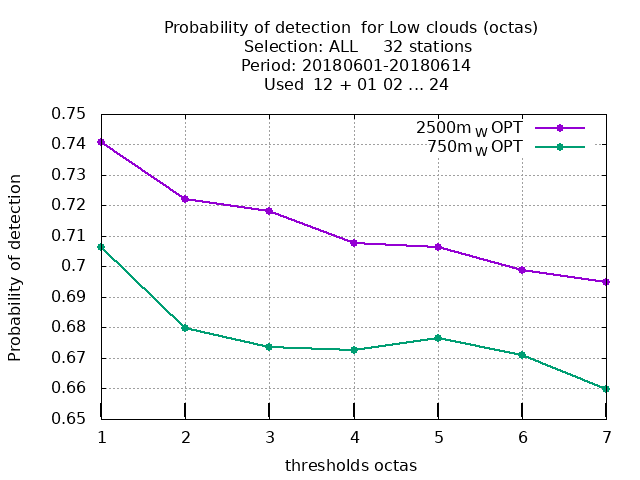 Probability of detection  for Low clouds (octas)
Selection: ALL     32 stations
Period: 20180601-20180614
Used  12 + 01 02 ... 24
0.75
0.74
0.73
0.72
0.71
0.7
0.69
0.68
0.67
0.66
0.65
Probability of detection
2500m W OPT
750m W OPT
1 2 3 4 5 6 7
thresholds octas